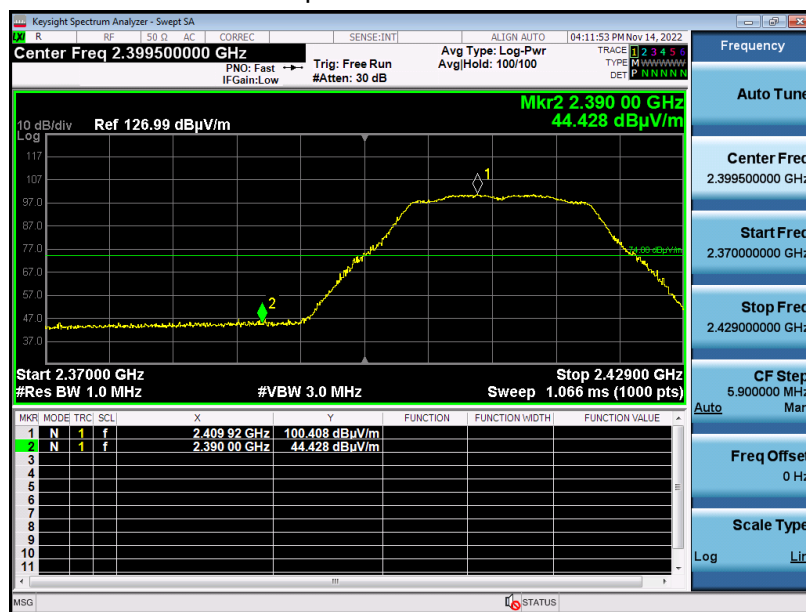 Keysight Spectrum Analyzer - Swept SA
LXI R RF 50 Ω AC CORREC SENSE:INT ALIGN AUTO 04:11:53 PM Nov 14, 2022
Center Freq 2.399500000 GHz
PNO: Fast
IFGain:Low
Trig: Free Run
#Atten: 30 dB
Avg Type: Log-Pwr
Avg|Hold: 100/100
TRACE 1 2 3 4 5 6
TYPE M WWWWW
DET P N N N N N
Mkr2 2.390 00 GHz
44.428 dBµV/m
10 dB/div Ref 126.99 dBµV/m
Log
117
107
97.0
87.0
77.0
67.0
57.0
47.0
37.0
1
2
74.00 dBµV/m
Start 2.37000 GHz Stop 2.42900 GHz
#Res BW 1.0 MHz #VBW 3.0 MHz Sweep 1.066 ms (1000 pts)
MKR MODE TRC SCL X Y FUNCTION FUNCTION WIDTH FUNCTION VALUE
1 N 1 f 2.409 92 GHz 100.408 dBµV/m
2 N 1 f 2.390 00 GHz 44.428 dBµV/m
3
4
5
6
7
8
9
10
11
MSG STATUS
Frequency
Auto Tune
Center Freq
2.399500000 GHz
Start Freq
2.370000000 GHz
Stop Freq
2.429000000 GHz
CF Step
5.900000 MHz
Auto Man
Freq Offset
0 Hz
Scale Type
Log Lin